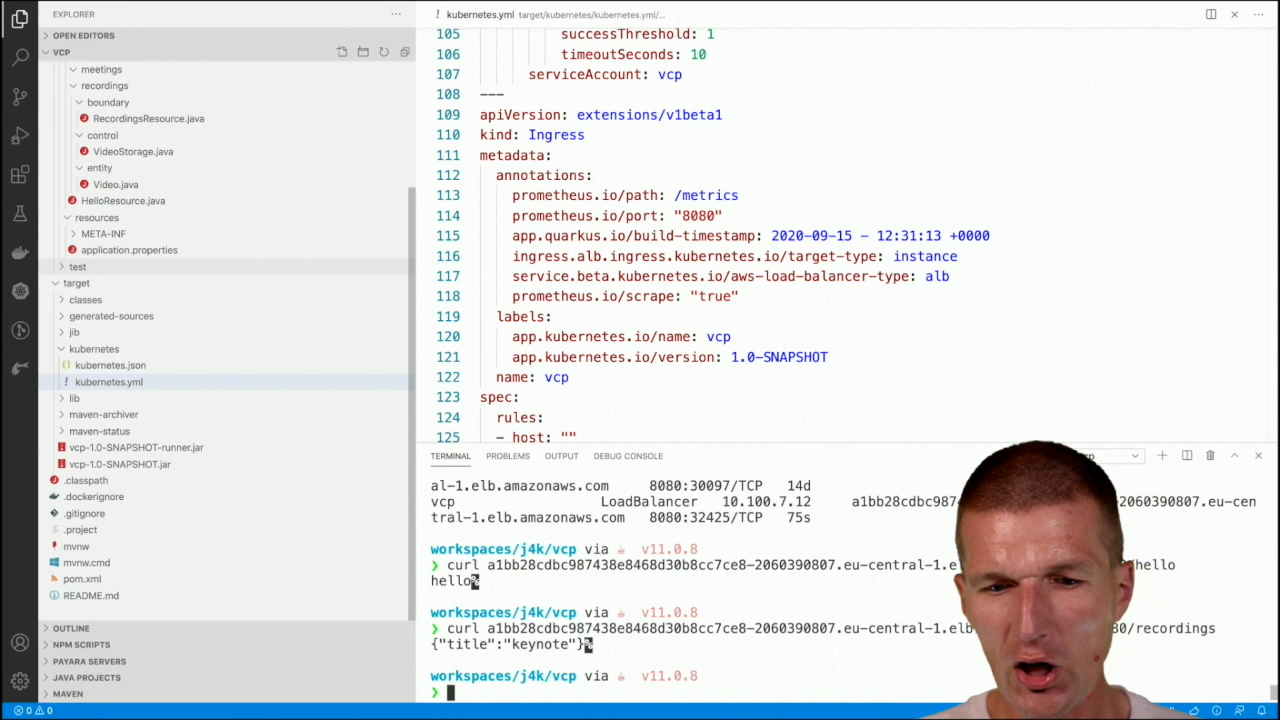 EXPLORER
OPEN EDITORS
VCP
meetings
recordings
boundary
RecordingsResource.java
control
VideoStorage.java
entity
Video.java
HelloResource.java
resources
META-INF
application.properties
test
target
classes
generated-sources
jib
kubernetes
{} kubernetes.json
! kubernetes.yml
lib
maven-archiver
maven-status
vcp-1.0-SNAPSHOT-runner.jar
vcp-1.0-SNAPSHOT.jar
.classpath
.dockerignore
.gitignore
.project
mvnw
mvnw.cmd
pom.xml
README.md
OUTLINE
NPM SCRIPTS
PAYARA SERVERS
JAVA PROJECTS
MAVEN
0 0
! kubernetes.yml target/kubernetes/kubernetes.yml/...
105 successThreshold: 1
106 timeoutSeconds: 10
107 serviceAccount: vcp
108 ---
109 apiVersion: extensions/v1beta1
110 kind: Ingress
111 metadata:
112 annotations:
113 prometheus.io/path: /metrics
114 prometheus.io/port: "8080"
115 app.quarkus.io/build-timestamp: 2020-09-15 - 12:31:13 +0000
116 ingress.alb.ingress.kubernetes.io/target-type: instance
117 service.beta.kubernetes.io/aws-load-balancer-type: alb
118 prometheus.io/scrape: "true"
119 labels:
120 app.kubernetes.io/name: vcp
121 app.kubernetes.io/version: 1.0-SNAPSHOT
122 name: vcp
123 spec:
124 rules:
125 - host: ""
TERMINAL PROBLEMS OUTPUT DEBUG CONSOLE
al-1.elb.amazonaws.com 8080:30097/TCP 14d
vcp LoadBalancer 10.100.7.12 a1bb28cdbc987 -2060390807.eu-cen
tral-1.elb.amazonaws.com 8080:32425/TCP 75s
workspaces/j4k/vcp via v11.0.8
❯ curl a1bb28cdbc987438e8468d30b8cc7ce8-2060390807.eu-central-1.e hello
hello%
workspaces/j4k/vcp via v11.0.8
❯ curl a1bb28cdbc987438e8468d30b8cc7ce8-2060390807.eu-central-1.elb 80/recordings
{"title":"keynote"}%
workspaces/j4k/vcp via v11.0.8
❯